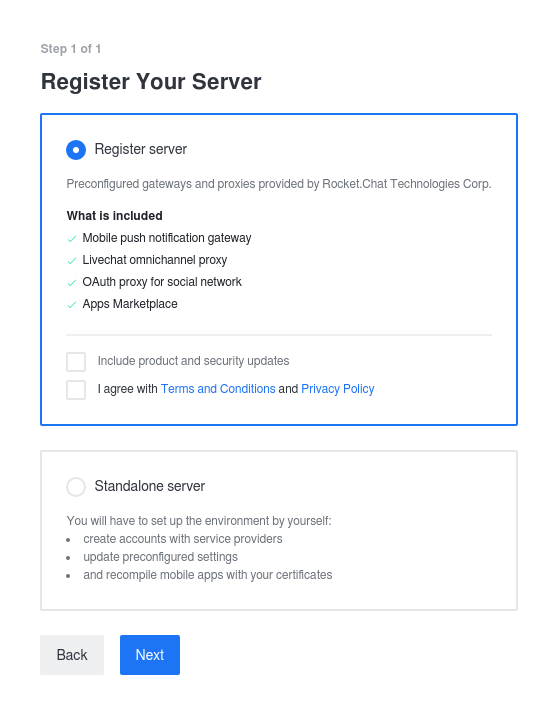 Step 1 of 1
Register Your Server
Register server
Preconfigured gateways and proxies provided by Rocket.Chat Technologies Corp.
What is included
Mobile push notification gateway
Livechat omnichannel proxy
OAuth proxy for social network
Apps Marketplace
Include product and security updates
I agree with Terms and Conditions and Privacy Policy
Standalone server
You will have to set up the environment by yourself:
create accounts with service providers
update preconfigured settings
and recompile mobile apps with your certificates
Back Next